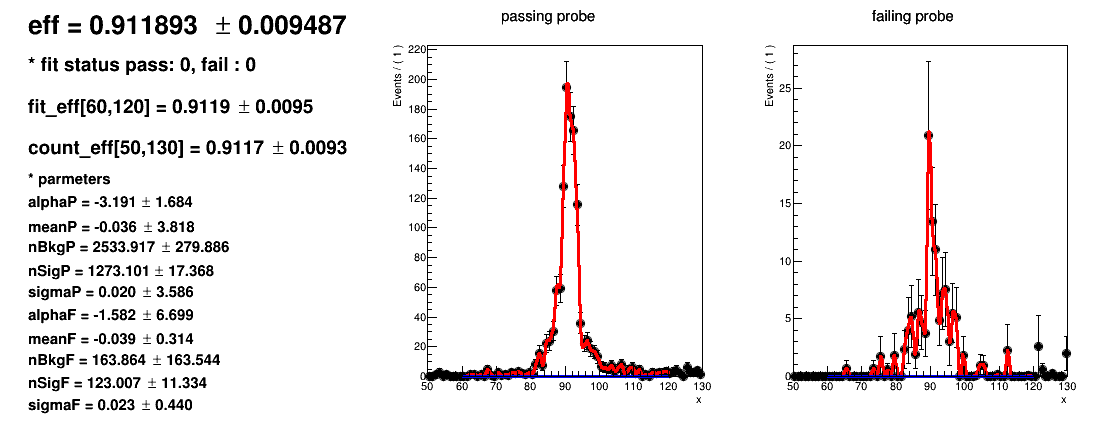 eff = 0.911893 ± 0.009487
* fit status pass: 0, fail : 0
fit_eff[60,120] = 0.9119 ± 0.0095
count_eff[50,130] = 0.9117 ± 0.0093
* parmeters
alphaP = -3.191 ± 1.684
meanP = -0.036 ± 3.818
nBkgP = 2533.917 ± 279.886
nSigP = 1273.101 ± 17.368
sigmaP = 0.020 ± 3.586
alphaF = -1.582 ± 6.699
meanF = -0.039 ± 0.314
nBkgF = 163.864 ± 163.544
nSigF = 123.007 ± 11.334
sigmaF = 0.023 ± 0.440
passing probe
Events / ( 1 )
220
200
180
160
140
120
100
80
60
40
20
0
50 60 70 80 90 100 110 120 130
x
failing probe
Events / ( 1 )
25
20
15
10
5
0
50 60 70 80 90 100 110 120 130
x